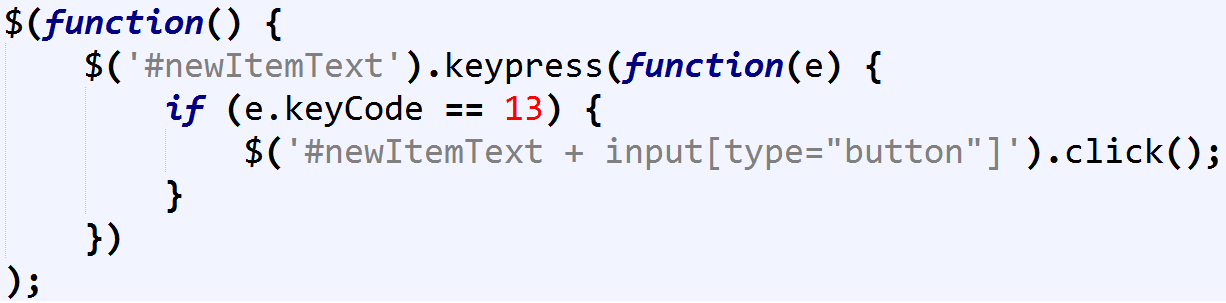 $(function() {
    $('#newItemText').keypress(function(e) {
        if (e.keyCode == 13) {
            $('#newItemText + input[type="button"]').click();
        }
    })
);